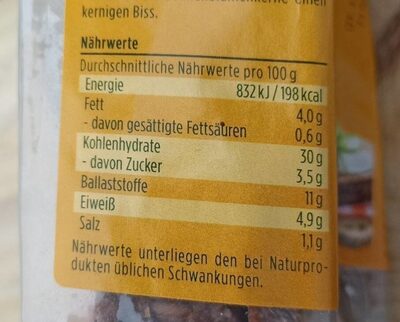 kernigen Biss.
Nährwerte
Durchschnittliche Nährwerte pro 100 g
Energie 832 kJ / 198 kcal
Fett 4,0 g
- davon gesättigte Fettsäuren 0,6 g
Kohlenhydrate 30 g
- davon Zucker 3,5 g
Ballaststoffe 11 g
Eiweiß 4,9 g
Salz 1,1 g
Nährwerte unterliegen den bei Naturpro-
dukten üblichen Schwankungen.